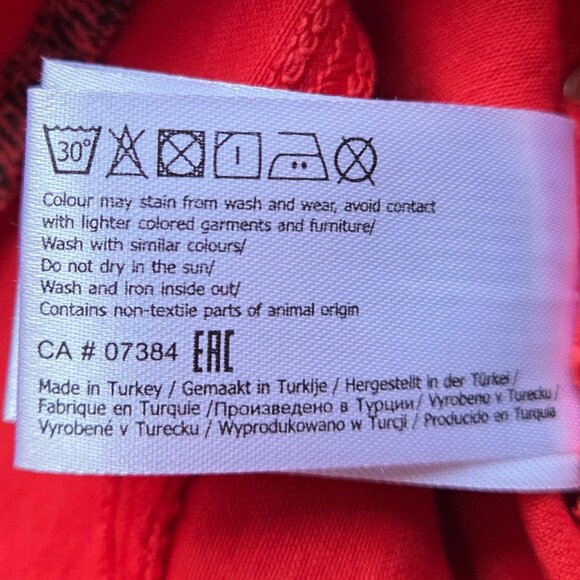 30°
Colour may stain from wash and wear, avoid contact
with lighter colored garments and furniture/
Wash with similar colours/
Do not dry in the sun/
Wash and iron inside out/
Contains non-textile parts of animal origin
CA # 07384 EAC
Made in Turkey / Gemaakt in Turkije / Hergestellt in der Türkei /
Fabrique en Turquie /Произведено в Турции/ Vyrobeno v Turecku /
Vyrobené v Turecku / Wyprodukowano w Turcji / Producido en Turquia